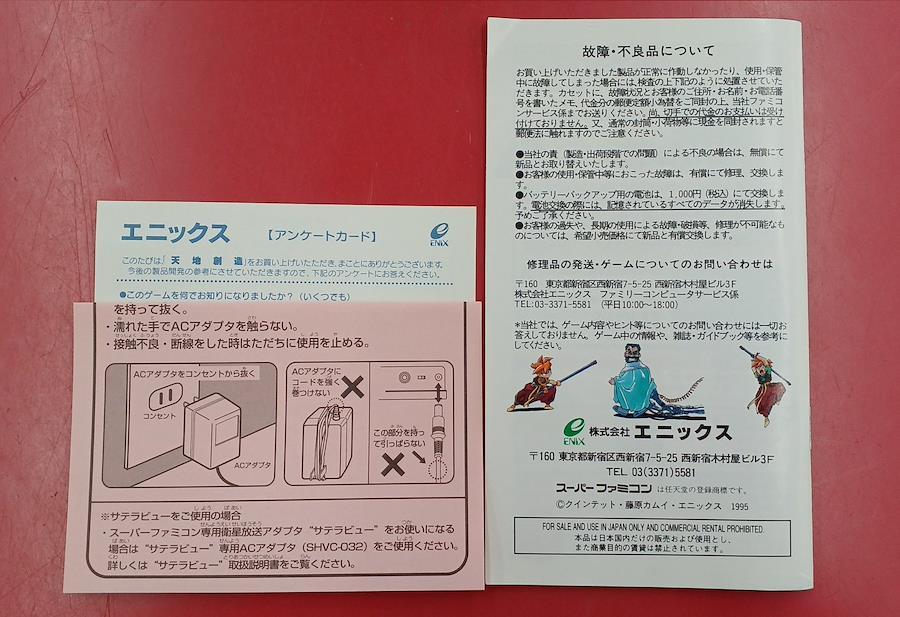 エニックス 【アンケートカード】 ENIX
このたびは「天地創造」をお買い上げいただき、まことにありがとうございます。
今後の製品開発の参考にさせていただきますので、下記のアンケートにお答えください。
●このゲームを何でお知りになりましたか?(いくつでも)
を持って抜く。
・濡れた手でACアダプタを触らない。
・接触不良・断線をした時はただちに使用を止める。
ACアダプタをコンセントから抜く
コンセント
ACアダプタ
ACアダプタに
コードを強く
巻つけない
この部分を持っ
て引っぱらない
※サテラビューをご使用の場合
・スーパーファミコン専用衛星放送アダプタ“サテラビュー”をお使いになる
場合は“サテラビュー”専用ACアダプタ(SHVC-032)をご使用ください。
詳しくは“サテラビュー”取扱説明書をご覧ください。
故障・不良品について
お買い上げいただきました製品が正常に作動しなかったり、使用・保管
中に故障してしまった場合には、検査の上下記のように処置させていた
だきます。カセットに、故障状況とお客様のご住所・お名前・お電話番
号を書いたメモ、代金分の郵便定額小為替をご同封の上、当社ファミコ
ンサービス係までお送りください。尚、切手での代金のお支払いは受け
付けておりません。又、通常の封筒・小荷物等に現金を同封されますと
郵便法に触れますのでご注意ください。
●当社の責(製造・出荷段階での問題)による不良の場合は、無償にて
新品とお取り替えいたします。
●お客様の使用・保管中等におこった故障は、有償にて修理、交換しま
す。
●バッテリーバックアップ用の電池は、1,000円(税込)にて交換しま
す。電池交換の際には、記憶されているすべてのデータが消失します。
予めご了承ください。
●お客様の過失や、長期の使用による故障・破損等、修理が不可能なも
のについては、希望小売価格にて新品と有償交換します。
修理品の発送・ゲームについてのお問い合わせは
〒160 東京都新宿区西新宿7-5-25 西新宿木村屋ビル3F
株式会社エニックス ファミリーコンピュータサービス係
TEL:03-3371-5581 (平日10:00〜18:00)
*当社では、ゲーム内容やヒント等についてのお問い合わせには一切お
答えしておりません。ゲーム中の情報や、雑誌・ガイドブック等を参考に
してください。
ENIX 株式会社 エニックス
〒160 東京都新宿区西新宿7-5-25 西新宿木村屋ビル3F
TEL 03(3371)5581
スーパーファミコン は任天堂の登録商標です。
©クインテット・藤原カムイ・エニックス 1995
FOR SALE AND USE IN JAPAN ONLY AND COMMERCIAL RENTAL PROHIBITED.
本品は日本国内だけの販売および使用とし、
また商業目的の賃貸は禁止されています。